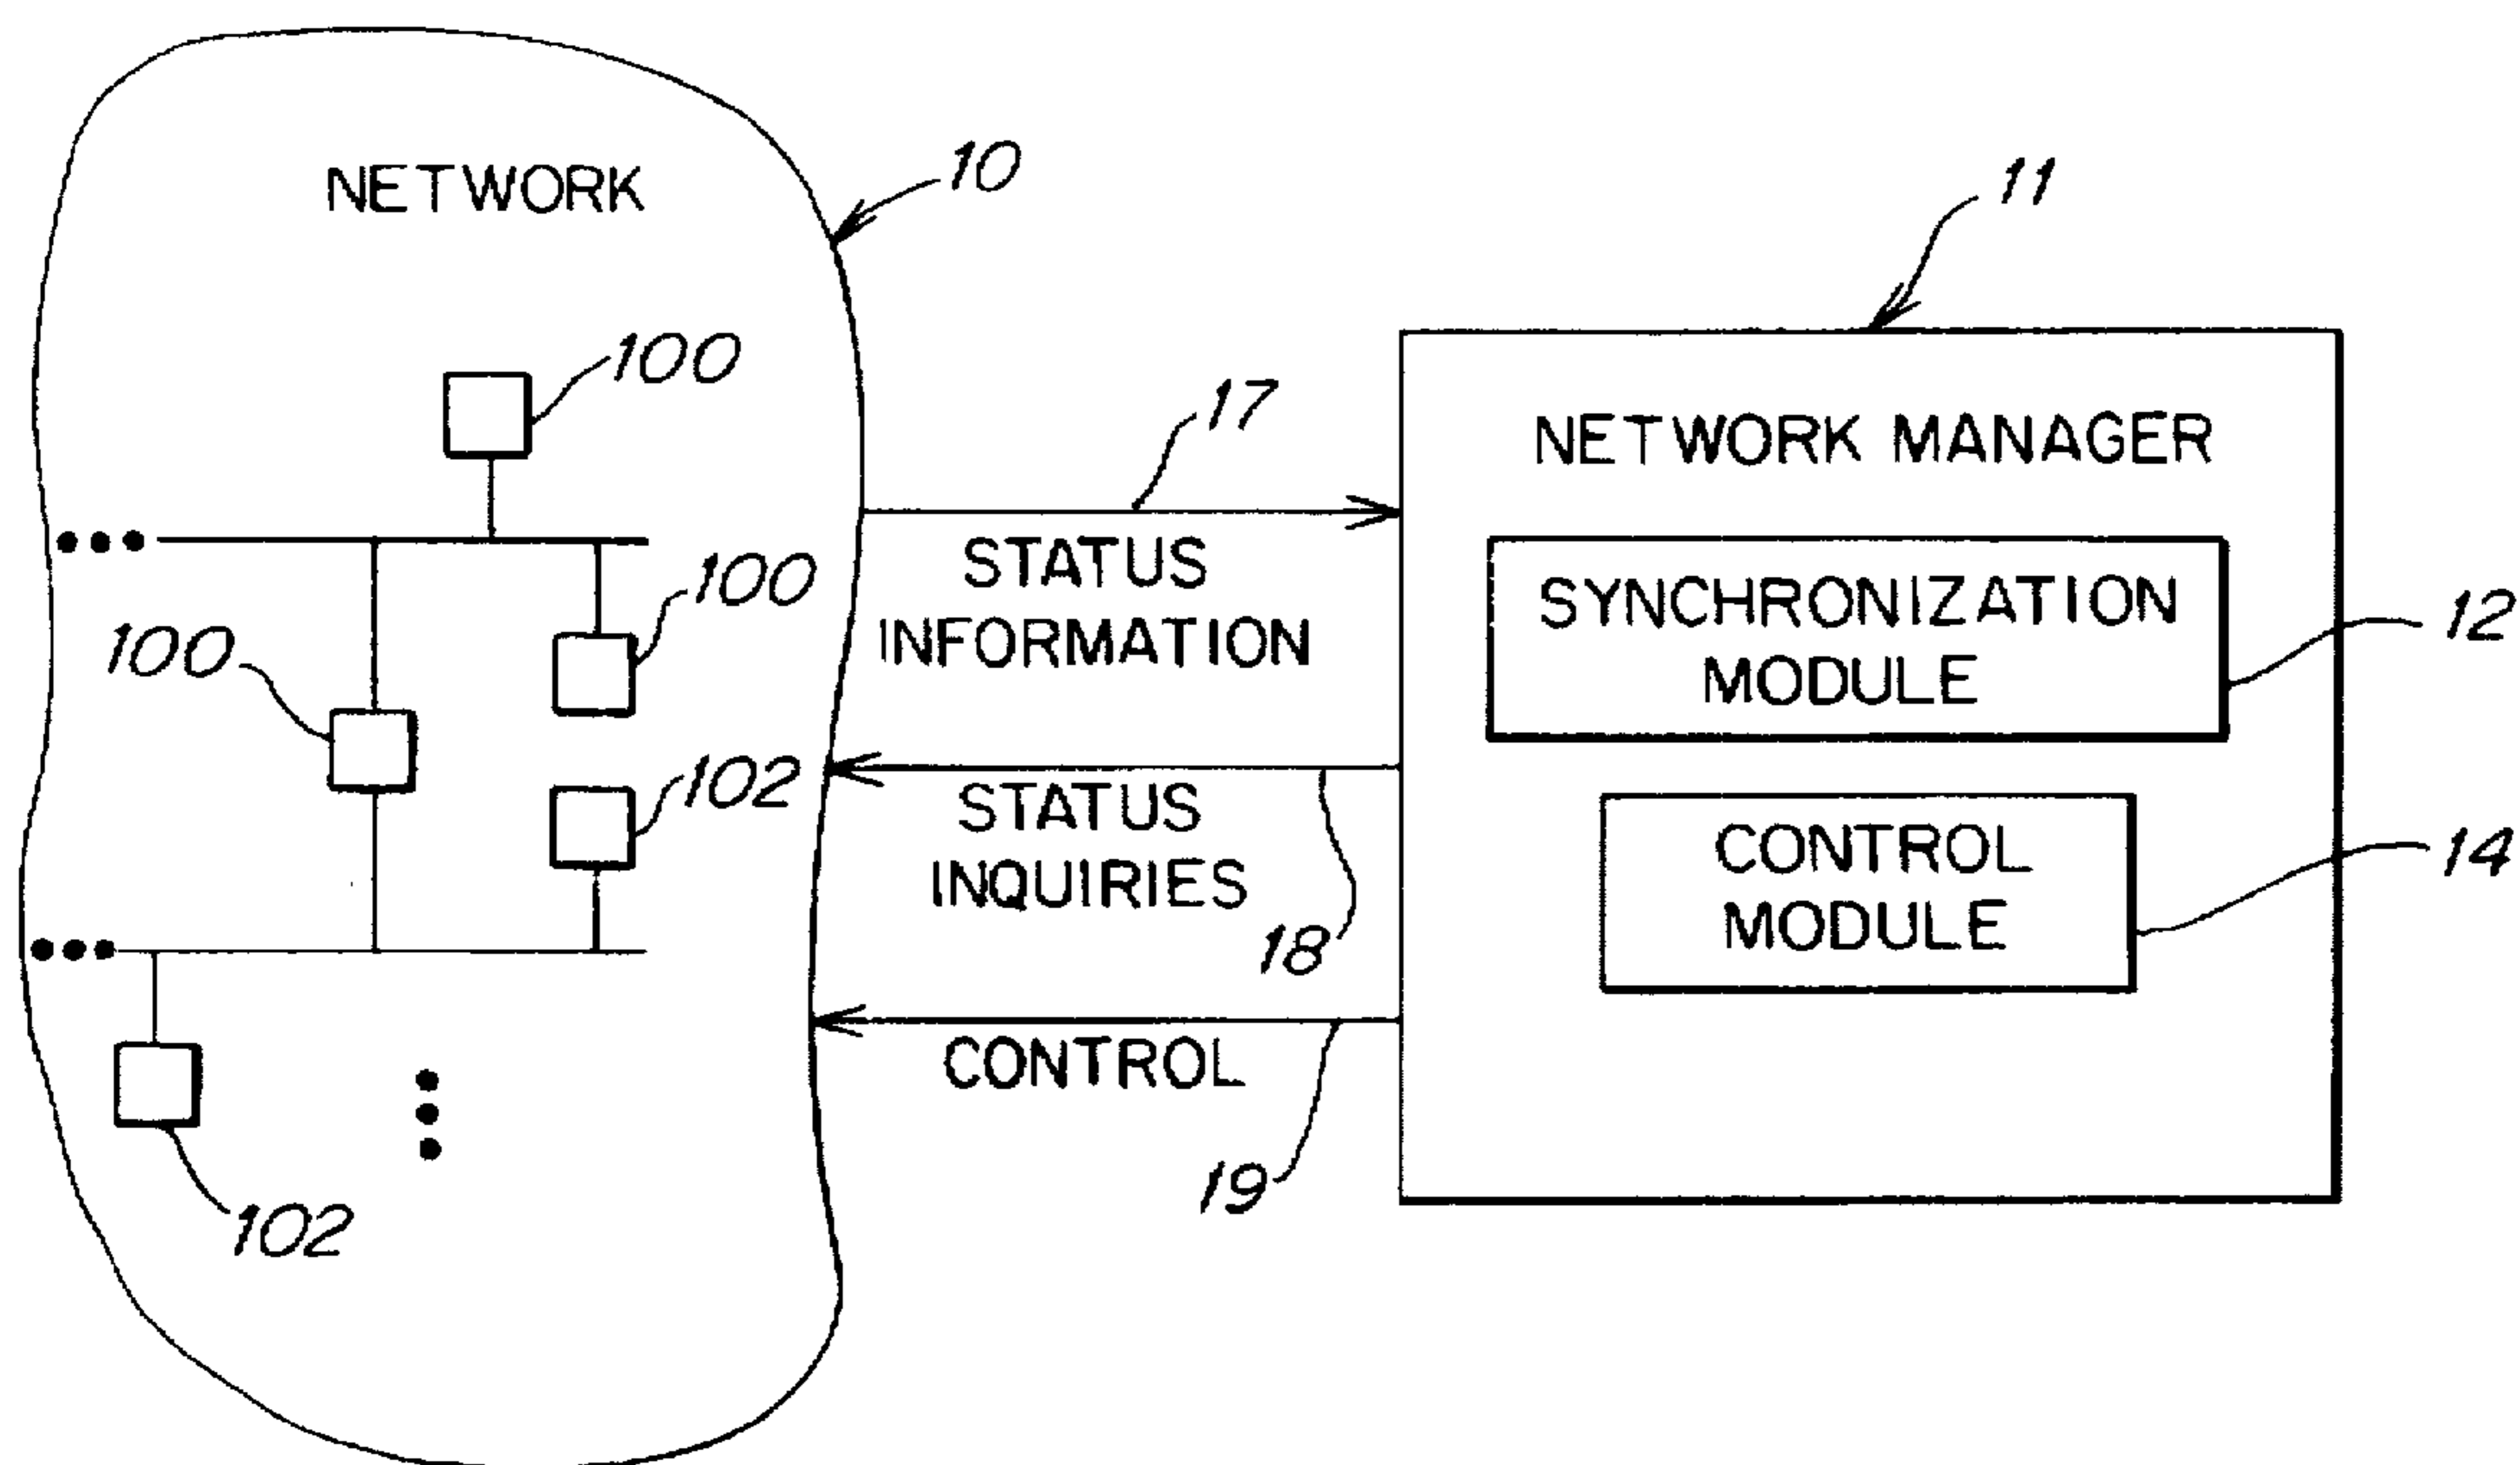 NETWORK
10
11
100
17
NETWORK MANAGER
100
STATUS
INFORMATION
SYNCHRONIZATION
MODULE
12
100
102
STATUS
INQUIRIES
18
CONTROL
MODULE
14
CONTROL
19
102